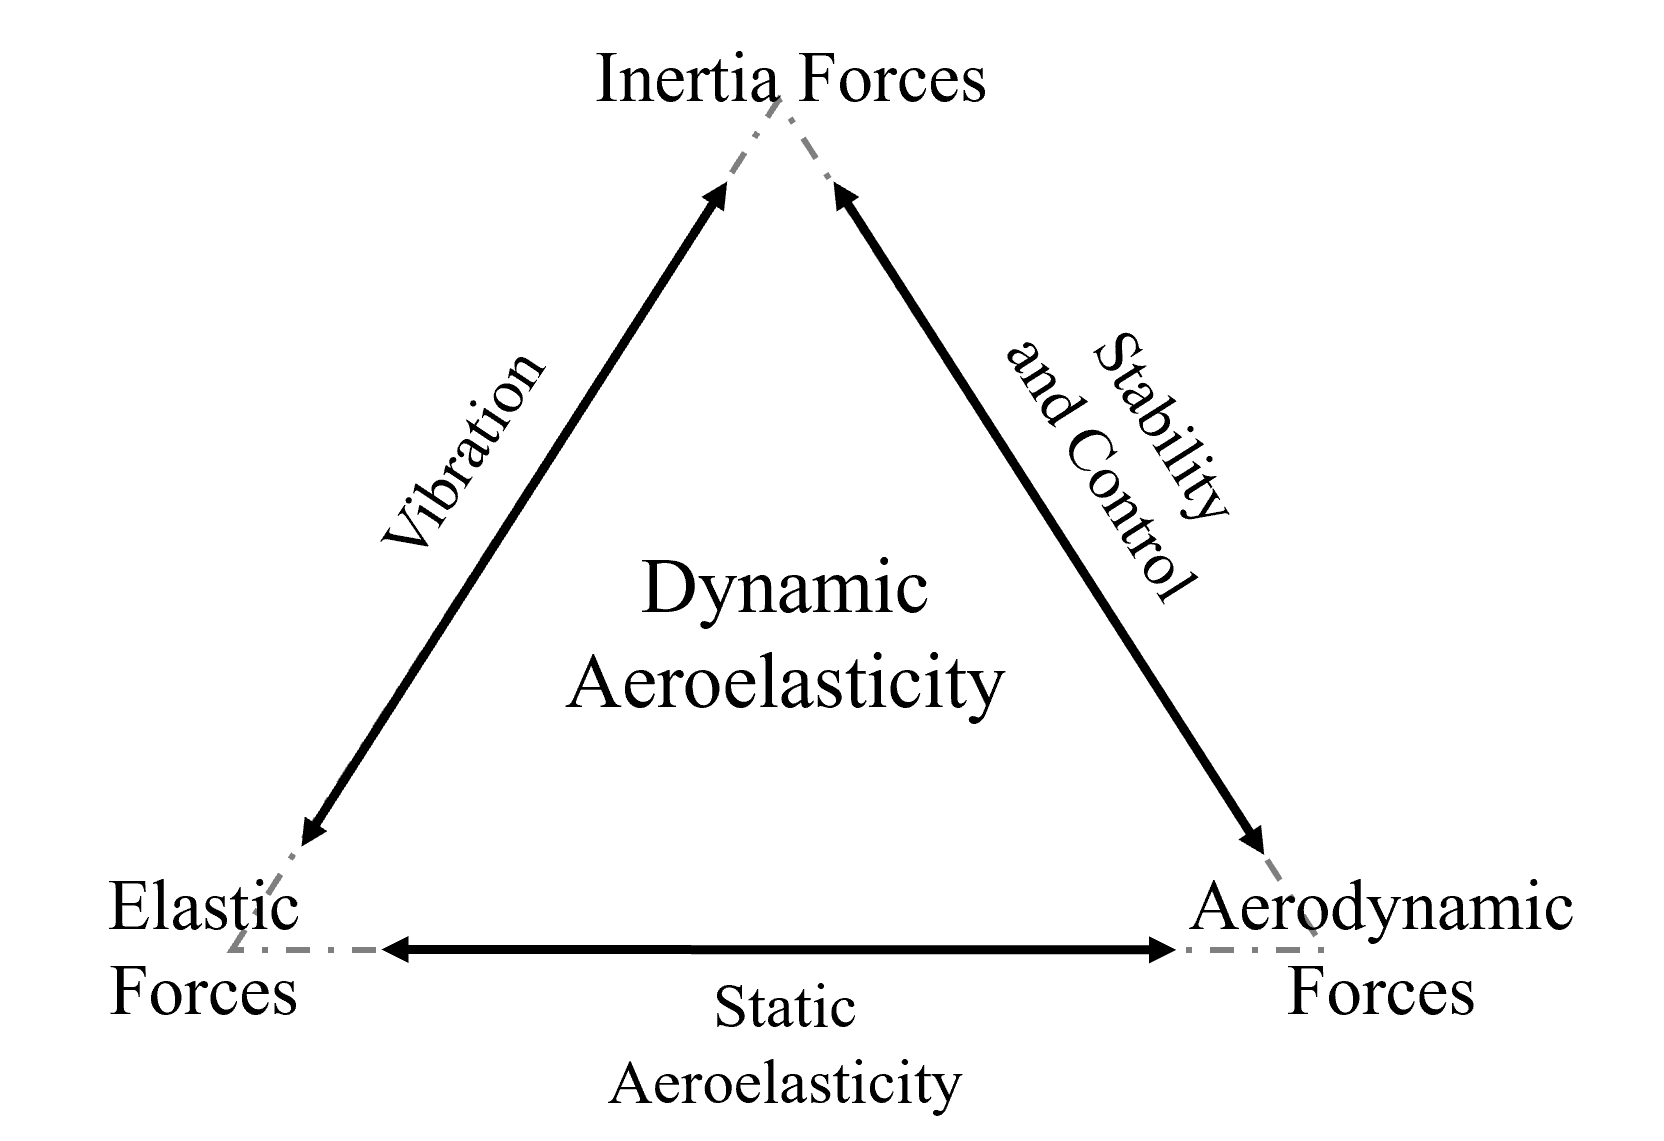 Inertia Forces
Vibration
Stability
and Control
Dynamic
Aeroelasticity
Elastic
Forces
Aerodynamic
Forces
Static
Aeroelasticity